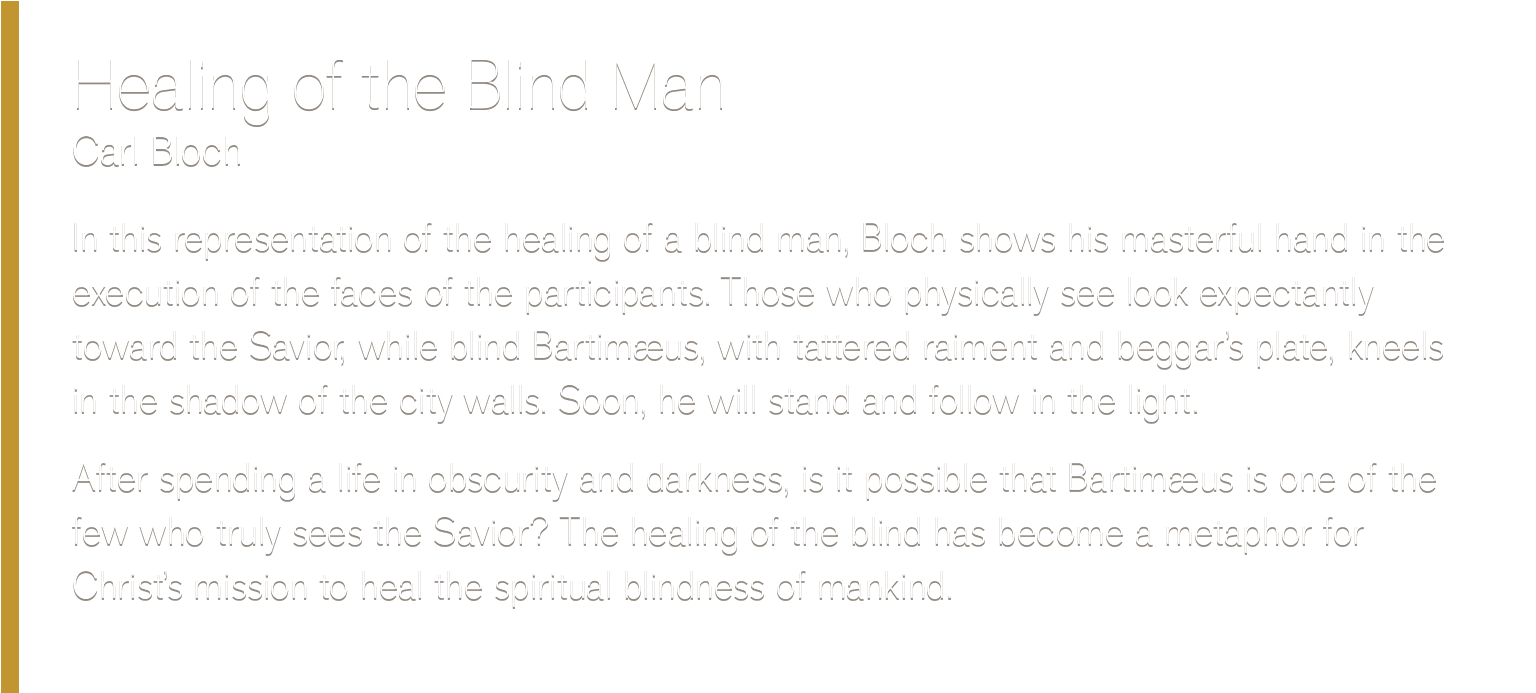 Healing of the Blind Man
Carl Bloch
In this representation of the healing of a blind man, Bloch shows his masterful hand in the
execution of the faces of the participants. Those who physically see look expectantly
toward the Savior, while blind Bartimæus, with tattered raiment and beggar’s plate, kneels
in the shadow of the city walls. Soon, he will stand and follow in the light.
After spending a life in obscurity and darkness, is it possible that Bartimæus is one of the
few who truly sees the Savior? The healing of the blind has become a metaphor for
Christ’s mission to heal the spiritual blindness of mankind.